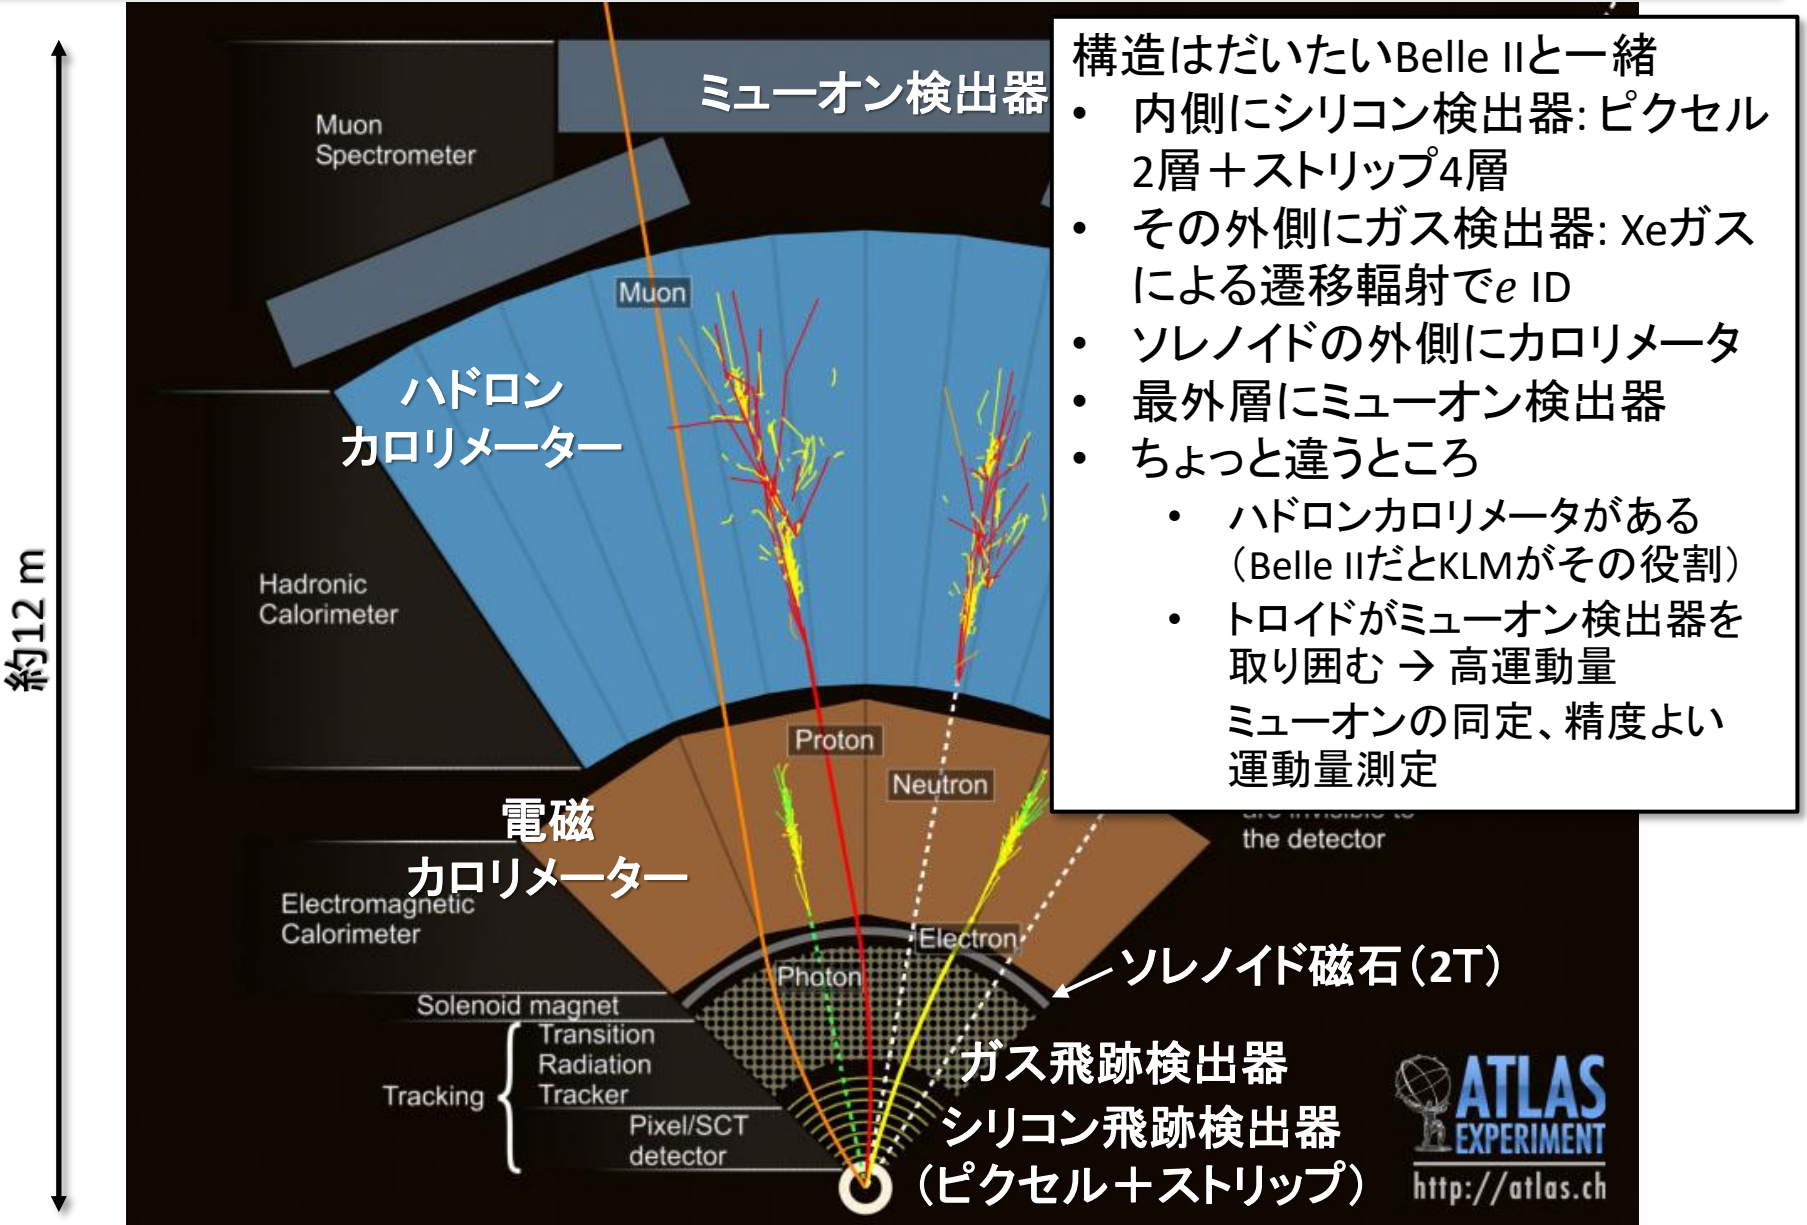 約12 m
ミューオン検出器
Muon
Spectrometer
Muon
ハドロン
カロリメーター
Hadronic
Calorimeter
Proton
Neutron
電磁
カロリメーター
Electromagnetic
Calorimeter
Electron
Photon
Solenoid magnet
Transition
Radiation
Tracker
Tracking
Pixel/SCT
detector
構造はだいたいBelle IIと一緒
• 内側にシリコン検出器: ピクセル
2層＋ストリップ4層
• その外側にガス検出器: Xeガス
による遷移輻射でe ID
• ソレノイドの外側にカロリメータ
• 最外層にミューオン検出器
• ちょっと違うところ
• ハドロンカロリメータがある
（Belle IIだとKLMがその役割）
• トロイドがミューオン検出器を
取り囲む → 高運動量
ミューオンの同定、精度よい
運動量測定
are invisible to
the detector
ソレノイド磁石（2T）
ガス飛跡検出器
シリコン飛跡検出器
（ピクセル＋ストリップ）
ATLAS
EXPERIMENT
http://atlas.ch